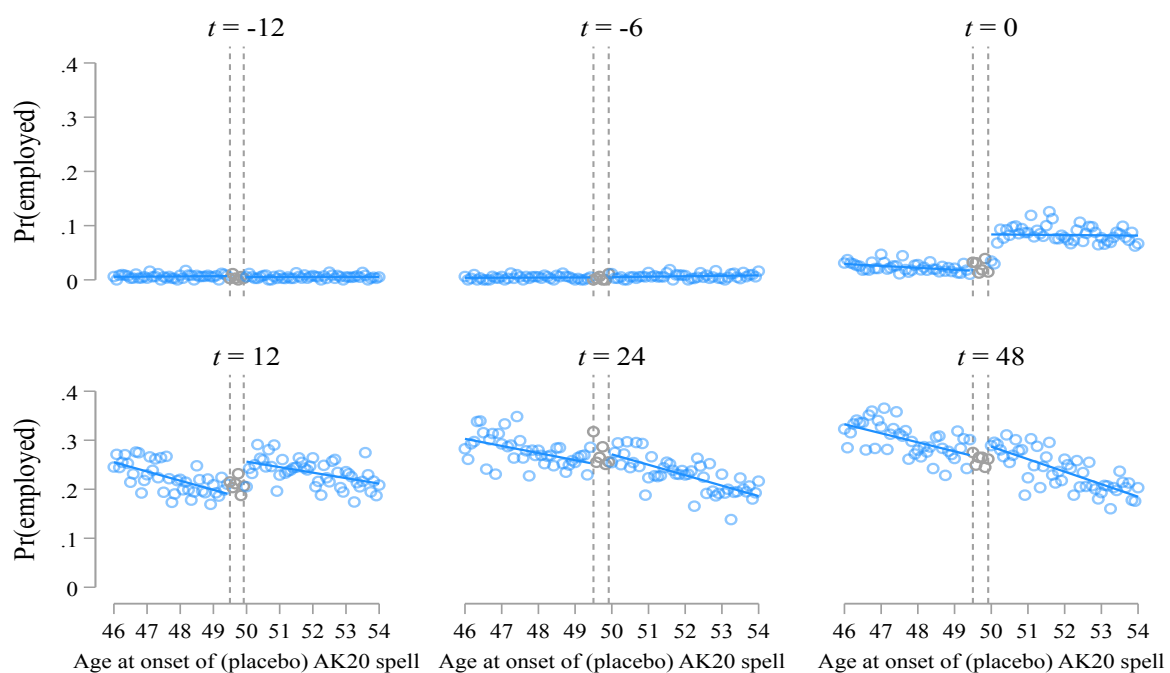 t = -12
t = -6
t = 0
Pr(employed)
.4
.3
.2
.1
0
t = 12
t = 24
t = 48
Pr(employed)
.4
.3
.2
.1
0
46 47 48 49 50 51 52 53 54
46 47 48 49 50 51 52 53 54
46 47 48 49 50 51 52 53 54
Age at onset of (placebo) AK20 spell
Age at onset of (placebo) AK20 spell
Age at onset of (placebo) AK20 spell